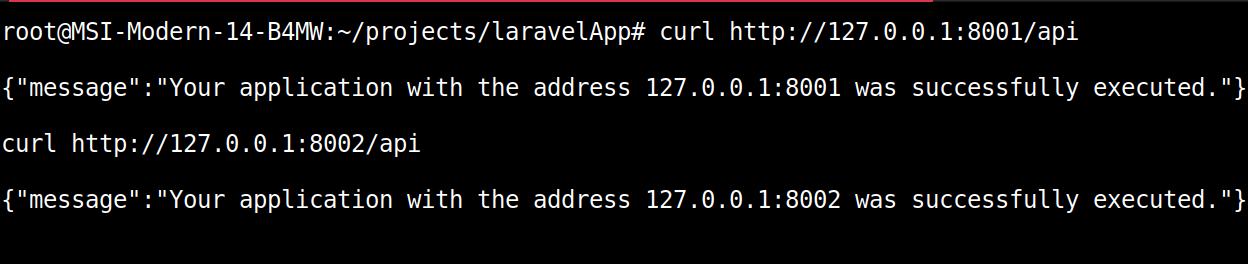 root@MSI-Modern-14-B4MW:~/projects/laravelApp# curl http://127.0.0.1:8001/api
{"message":"Your application with the address 127.0.0.1:8001 was successfully executed."}
curl http://127.0.0.1:8002/api
{"message":"Your application with the address 127.0.0.1:8002 was successfully executed."}